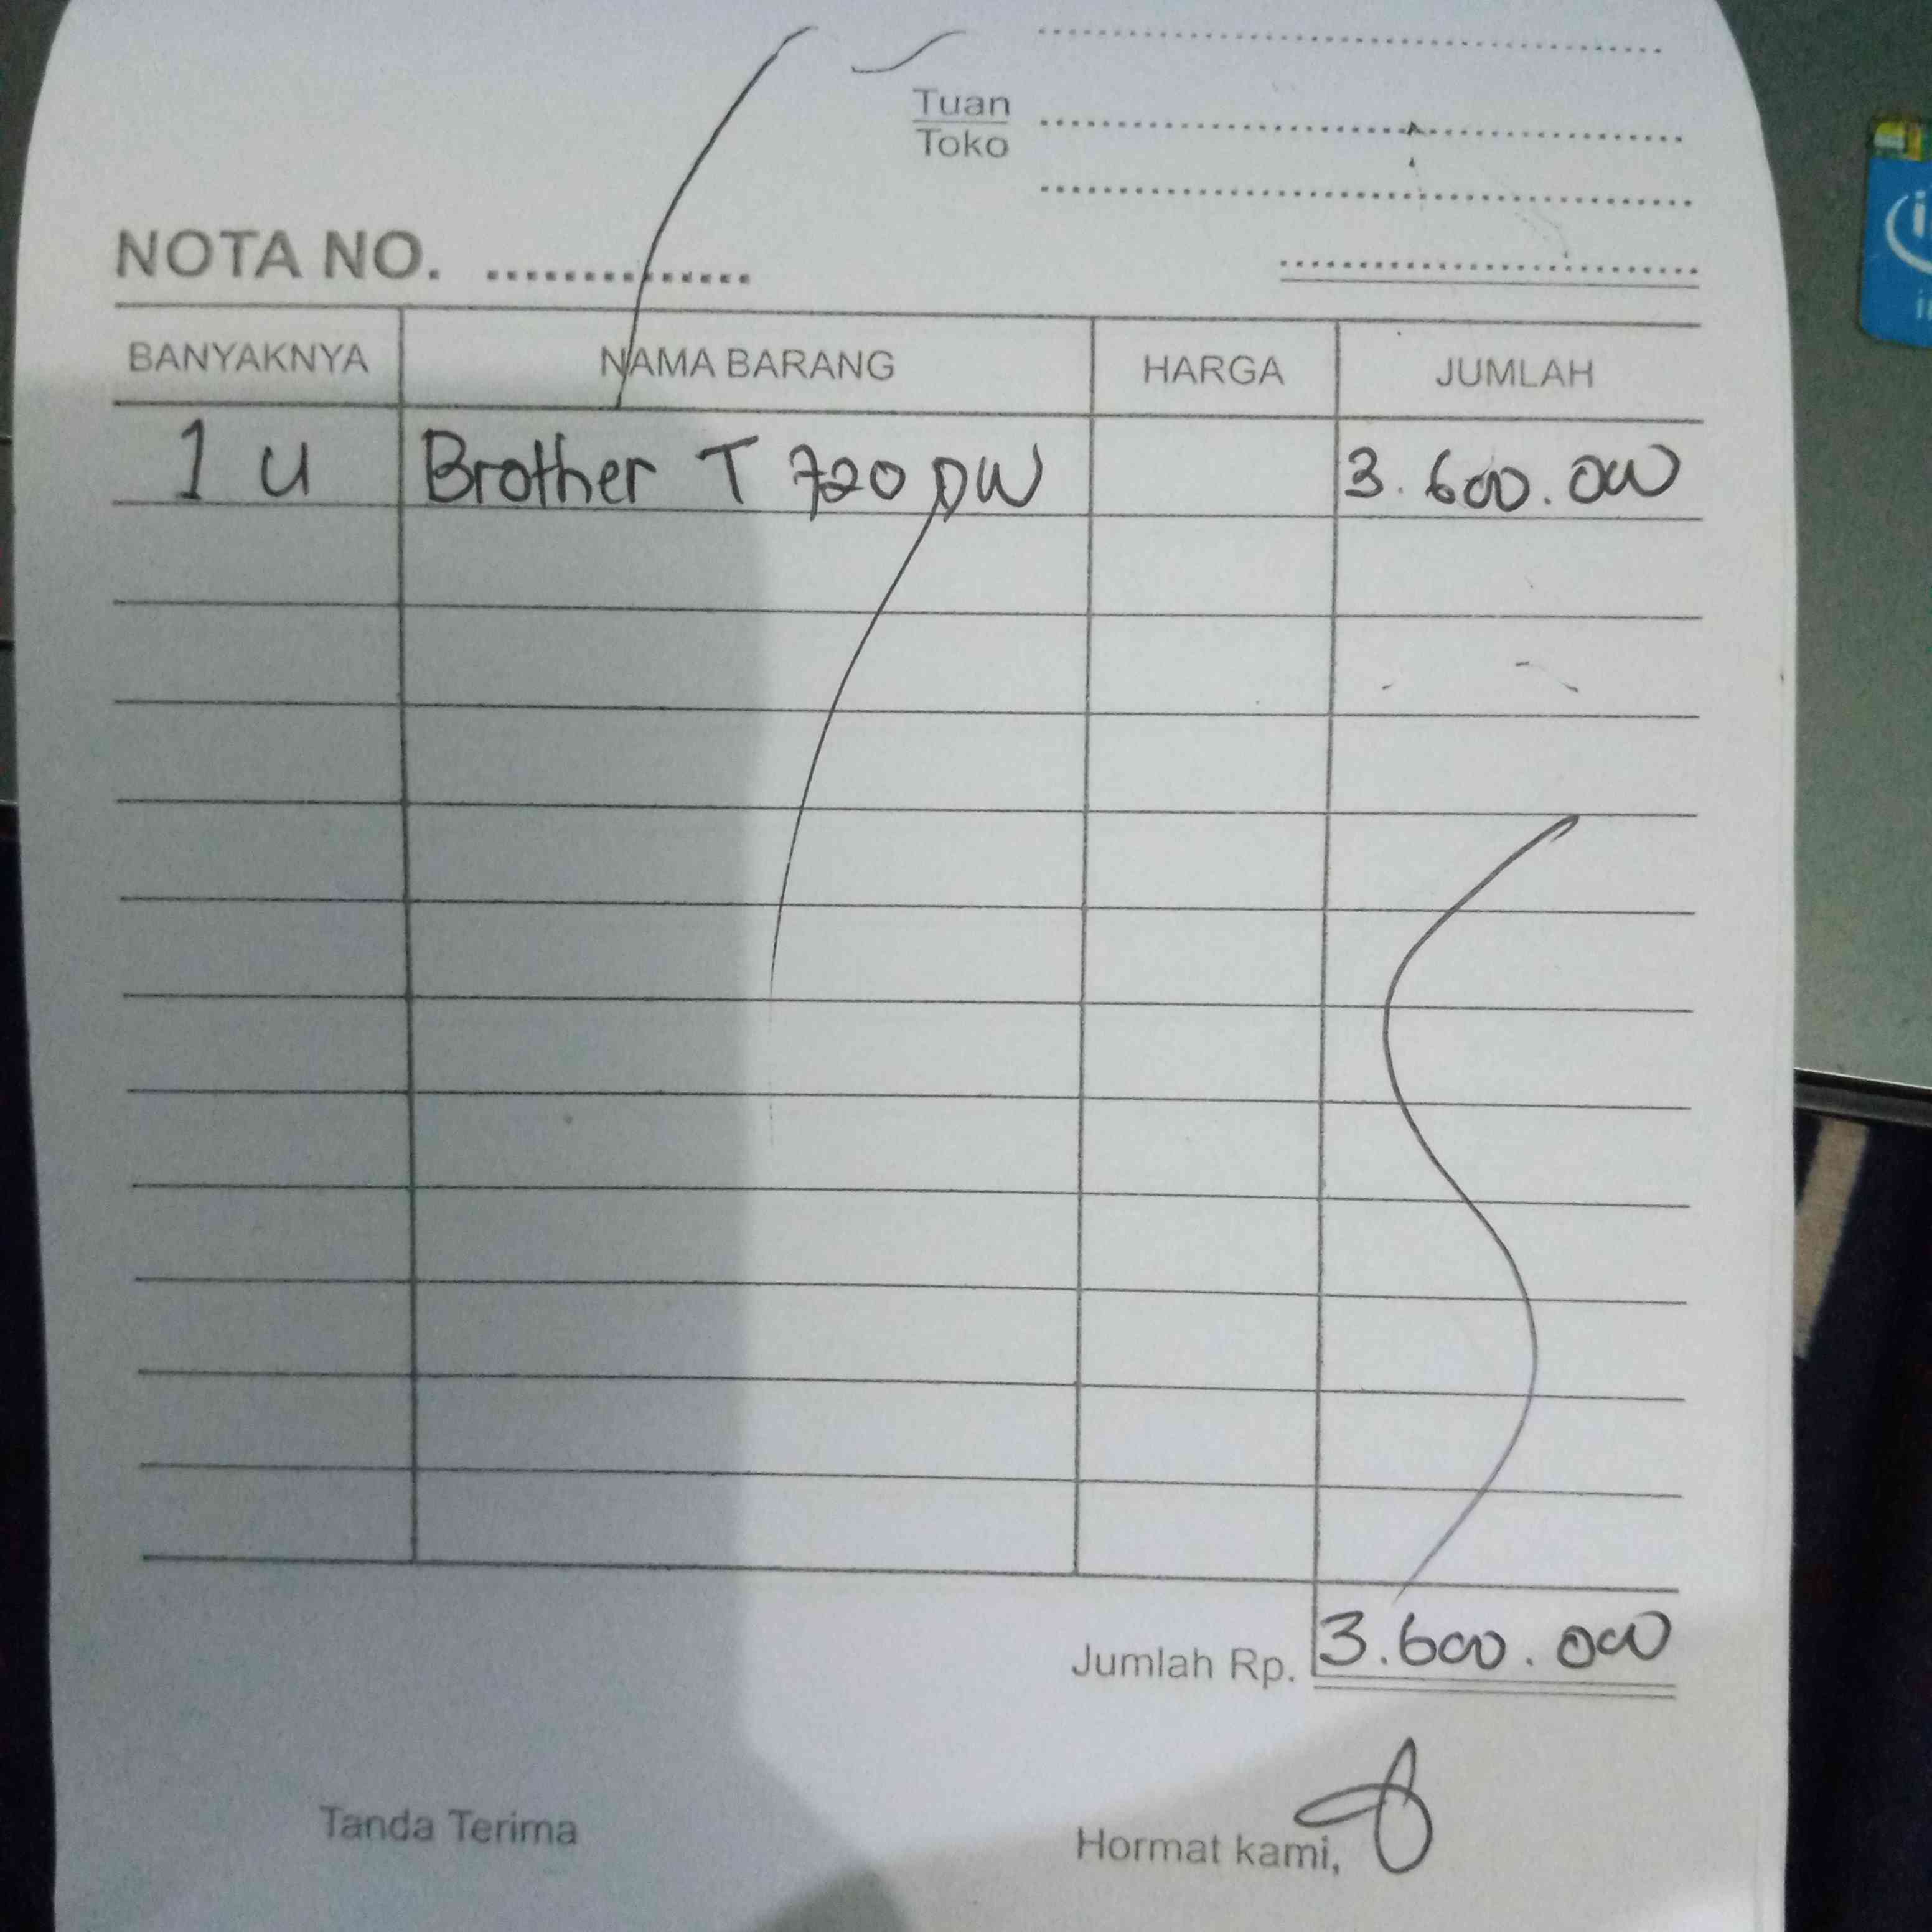 Tuan
Toko
NOTA NO. ..............
BANYAKNYA NAMA BARANG HARGA JUMLAH
1 U Brother T 720 DW 3.600.000
Jumlah Rp. 3.600.000
Tanda Terima Hormat kami,